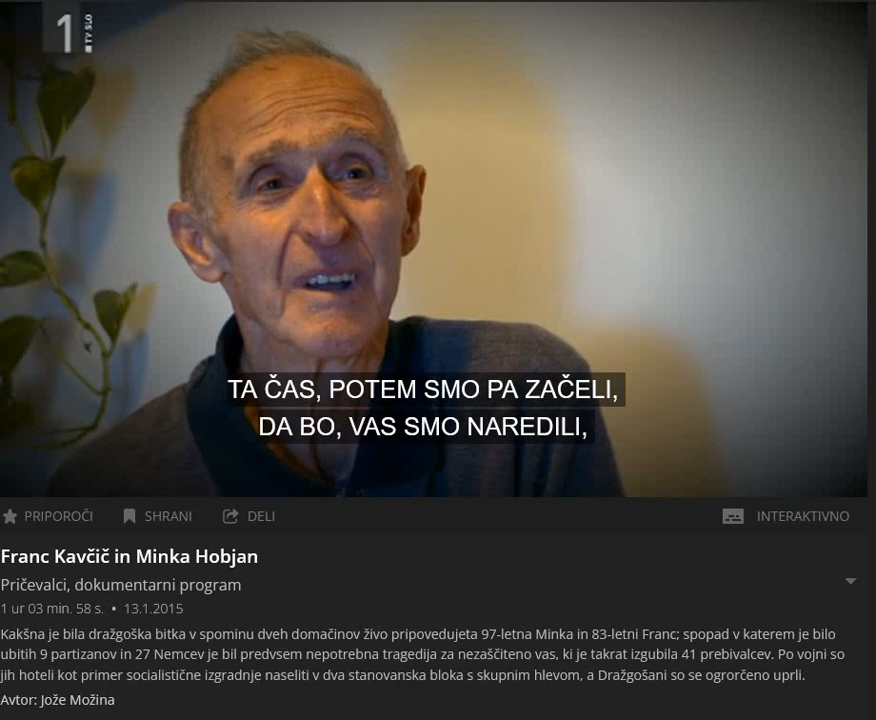 1
TV SLO
TA ČAS, POTEM SMO PA ZAČELI,
DA BO, VAS SMO NAREDILI,
PRIPOROČI SHRANI DELI INTERAKTIVNO
Franc Kavčič in Minka Hobjan
Pričevalci, dokumentarni program
1 ur 03 min. 58 s. • 13.1.2015
Kakšna je bila dražgoška bitka v spominu dveh domačinov živo pripovedujeta 97-letna Minka in 83-letni Franc; spopad v katerem je bilo
ubitih 9 partizanov in 27 Nemcev je bil predvsem nepotrebna tragedija za nezaščiteno vas, ki je takrat izgubila 41 prebivalcev. Po vojni so
jih hoteli kot primer socialistične izgradnje naseliti v dva stanovanska bloka s skupnim hlevom, a Dražgošani so se ogrorčeno uprli.
Avtor: Jože Možina